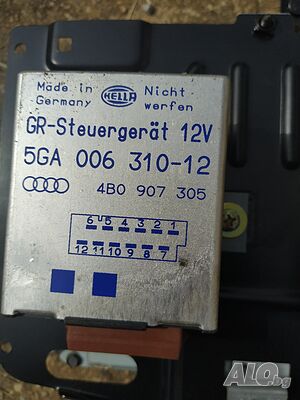 Made in Germany
HELLA
Nicht werfen
GR-Steuergerät 12V
5GA 006 310-12
4B0 907 305
6 5 4 3 2 1
12 11 10 9 8 7
ALO.bg